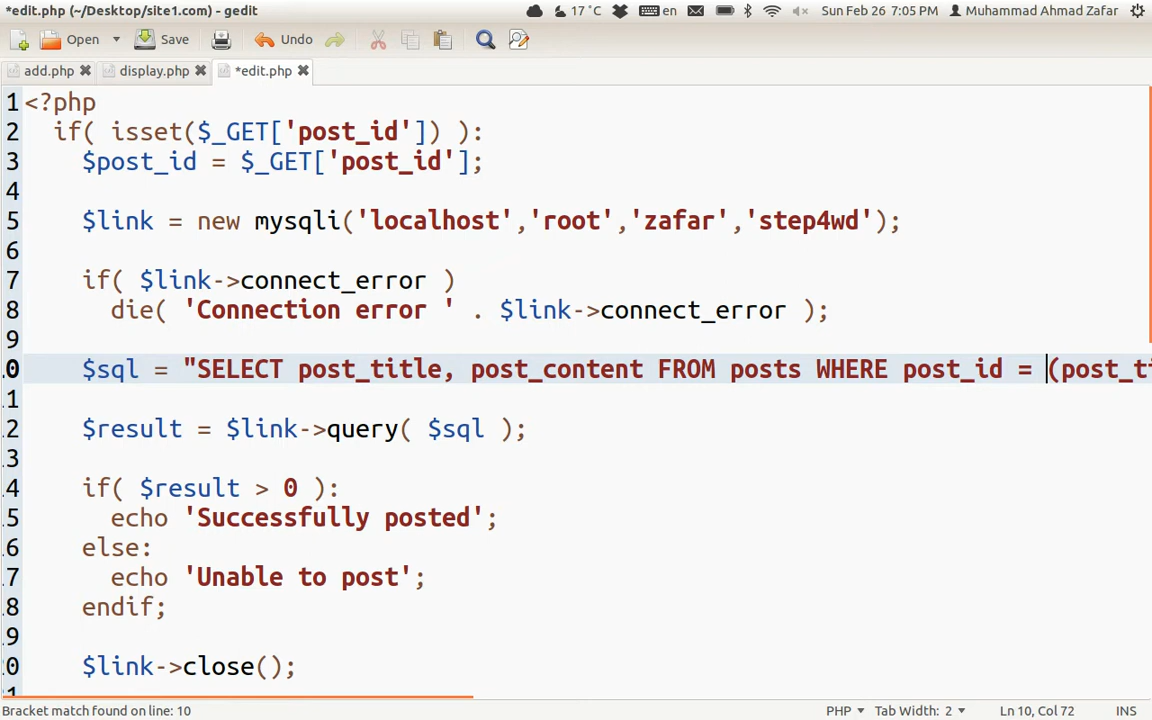 *edit.php (~/Desktop/site1.com) - gedit
17 °C en Sun Feb 26 7:05 PM Muhammad Ahmad Zafar
Open Save Undo
add.php display.php *edit.php
1 <?php
2 if( isset($_GET['post_id']) ):
3 $post_id = $_GET['post_id'];
4
5 $link = new mysqli('localhost','root','zafar','step4wd');
6
7 if( $link->connect_error )
8 die( 'Connection error ' . $link->connect_error );
9
0 $sql = "SELECT post_title, post_content FROM posts WHERE post_id = (post_ti
1
2 $result = $link->query( $sql );
3
4 if( $result > 0 ):
5 echo 'Successfully posted';
6 else:
7 echo 'Unable to post';
8 endif;
9
0 $link->close();
1
Bracket match found on line: 10 PHP Tab Width: 2 Ln 10, Col 72 INS